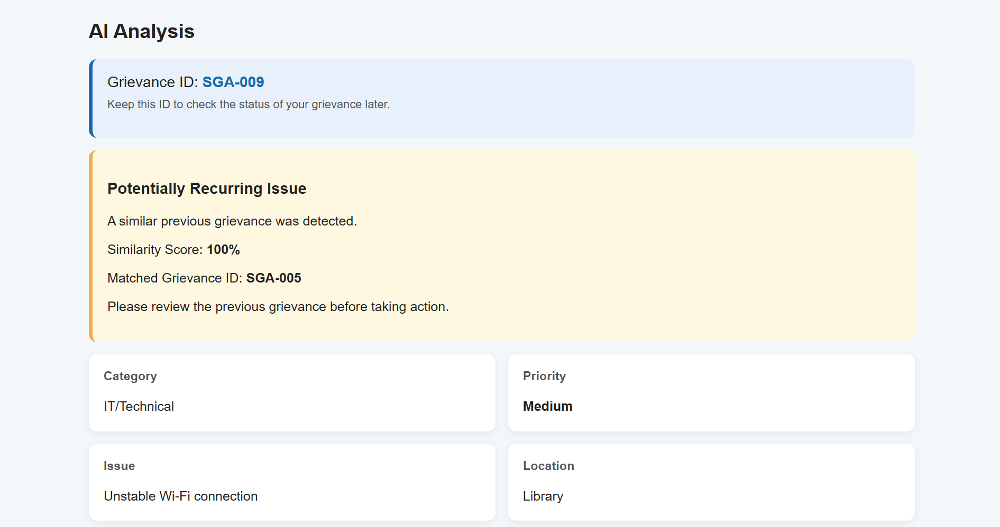 AI Analysis
Grievance ID: SGA-009
Keep this ID to check the status of your grievance later.
Potentially Recurring Issue
A similar previous grievance was detected.
Similarity Score: 100%
Matched Grievance ID: SGA-005
Please review the previous grievance before taking action.
Category
IT/Technical
Priority
Medium
Issue
Unstable Wi-Fi connection
Location
Library